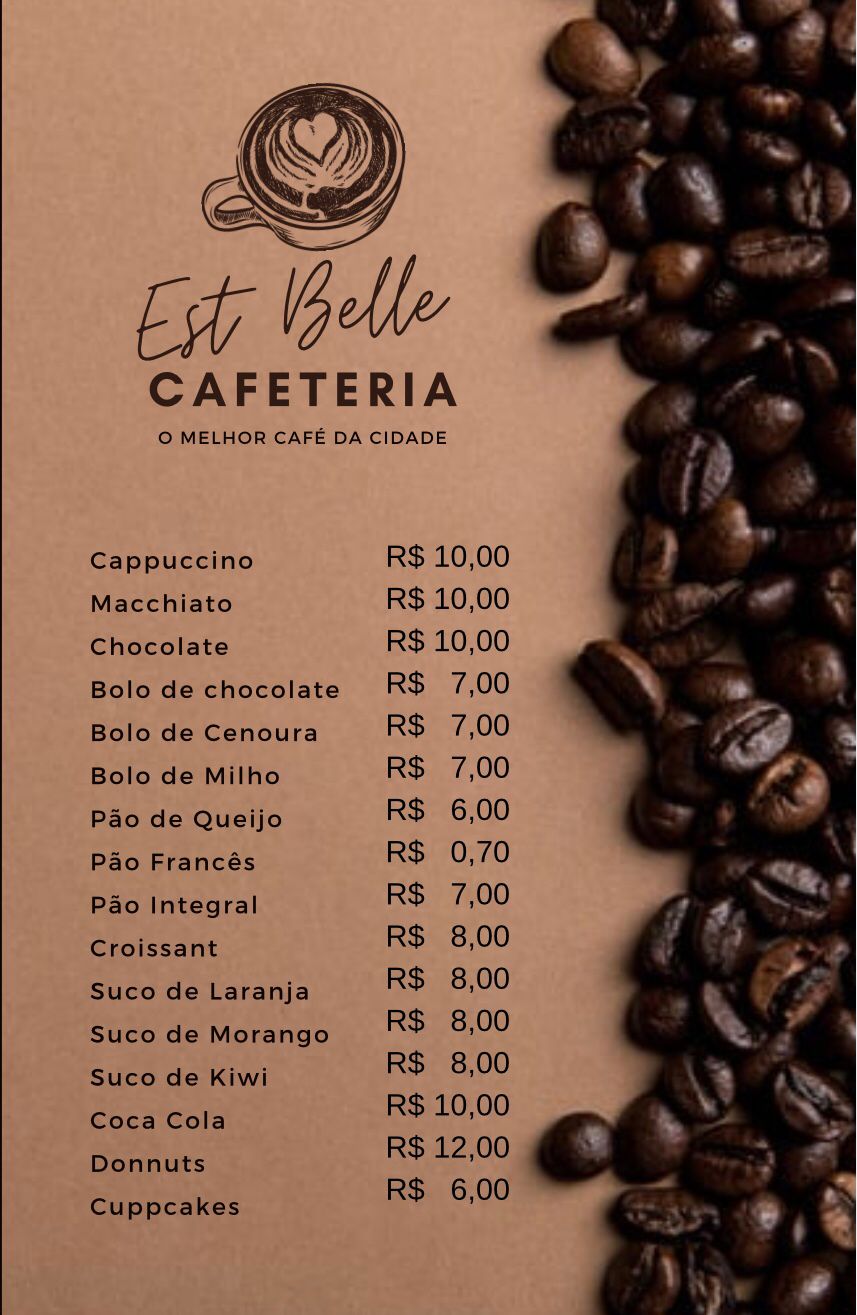 Est Belle
CAFETERIA
O MELHOR CAFÉ DA CIDADE
Cappuccino R$ 10,00
Macchiato R$ 10,00
Chocolate R$ 10,00
Bolo de chocolate R$ 7,00
Bolo de Cenoura R$ 7,00
Bolo de Milho R$ 7,00
Pão de Queijo R$ 6,00
Pão Francês R$ 0,70
Pão Integral R$ 7,00
Croissant R$ 8,00
Suco de Laranja R$ 8,00
Suco de Morango R$ 8,00
Suco de Kiwi R$ 8,00
Coca Cola R$ 10,00
Donnuts R$ 12,00
Cuppcakes R$ 6,00